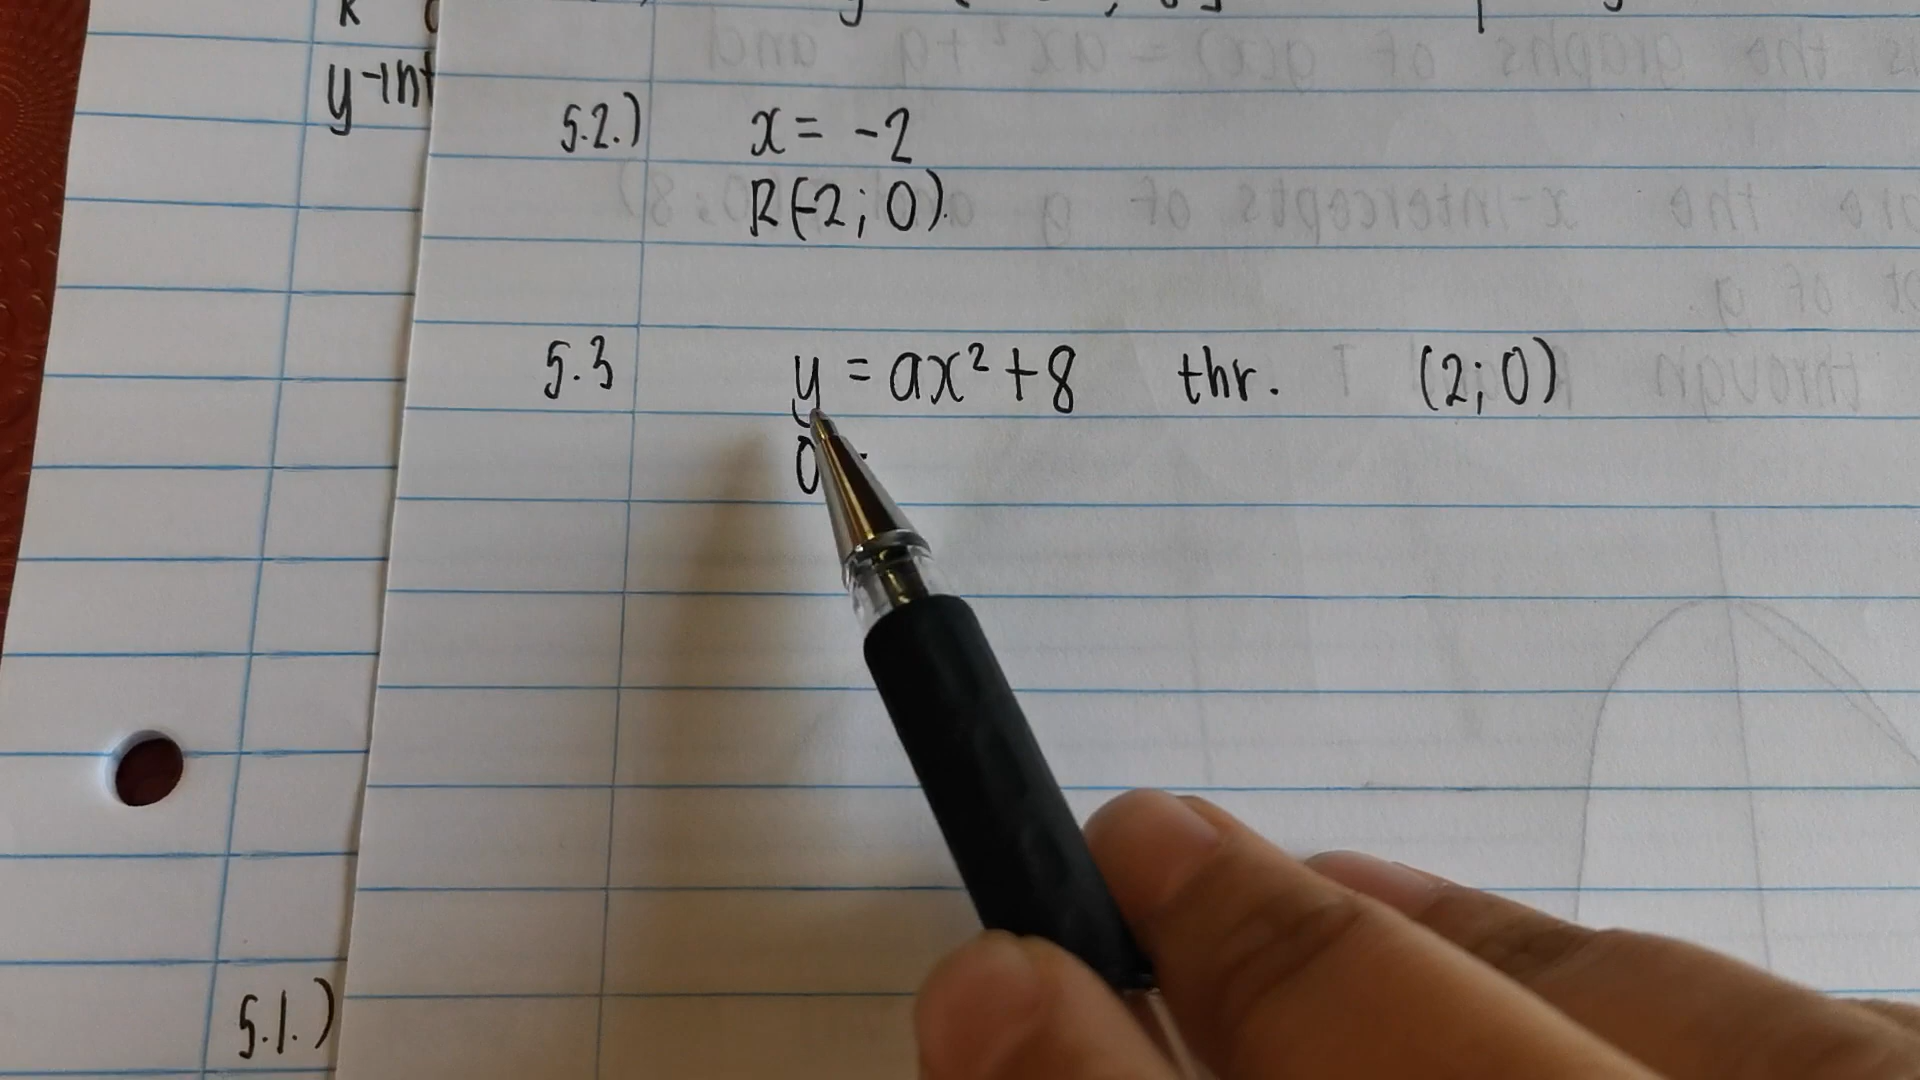 y-int
5.2.) x = -2
R(-2; 0).
5.3 y = ax² + 8 thr. (2; 0)
0
5.1.)